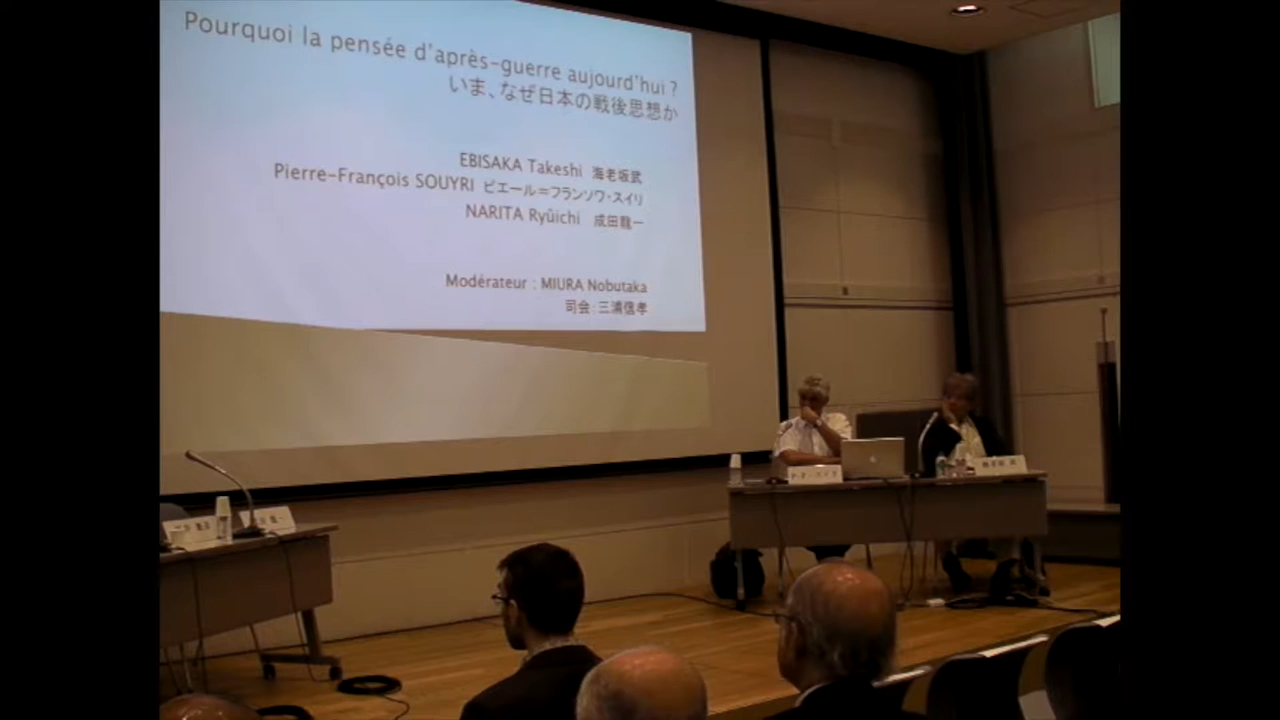 Pourquoi la pensée d'après-guerre aujourd'hui ?
いま、なぜ日本の戦後思想か
EBISAKA Takeshi 海老坂武
Pierre-François SOUYRI ピエール＝フランソワ・スイリ
NARITA Ryûichi 成田龍一
Modérateur : MIURA Nobutaka
司会：三浦信孝